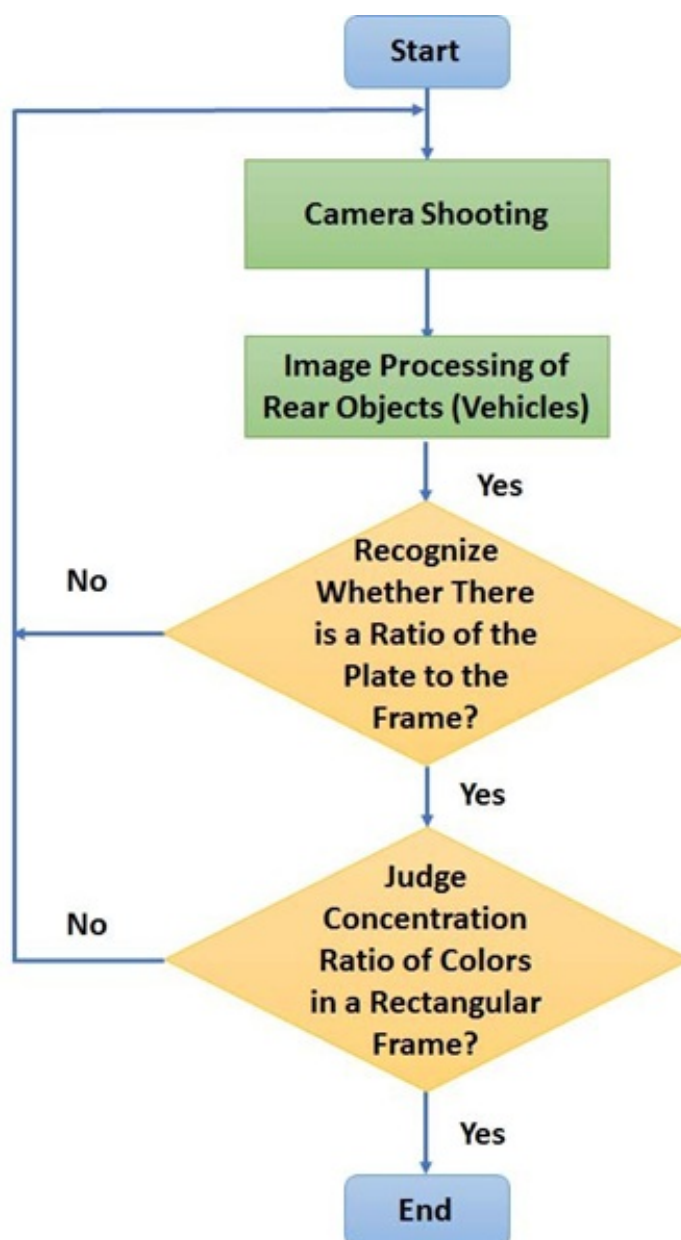 Start
Camera Shooting
Image Processing of
Rear Objects (Vehicles)
Yes
Recognize
Whether There
is a Ratio of the
Plate to the
Frame?
No
Yes
Judge
Concentration
Ratio of Colors
in a Rectangular
Frame?
No
Yes
End